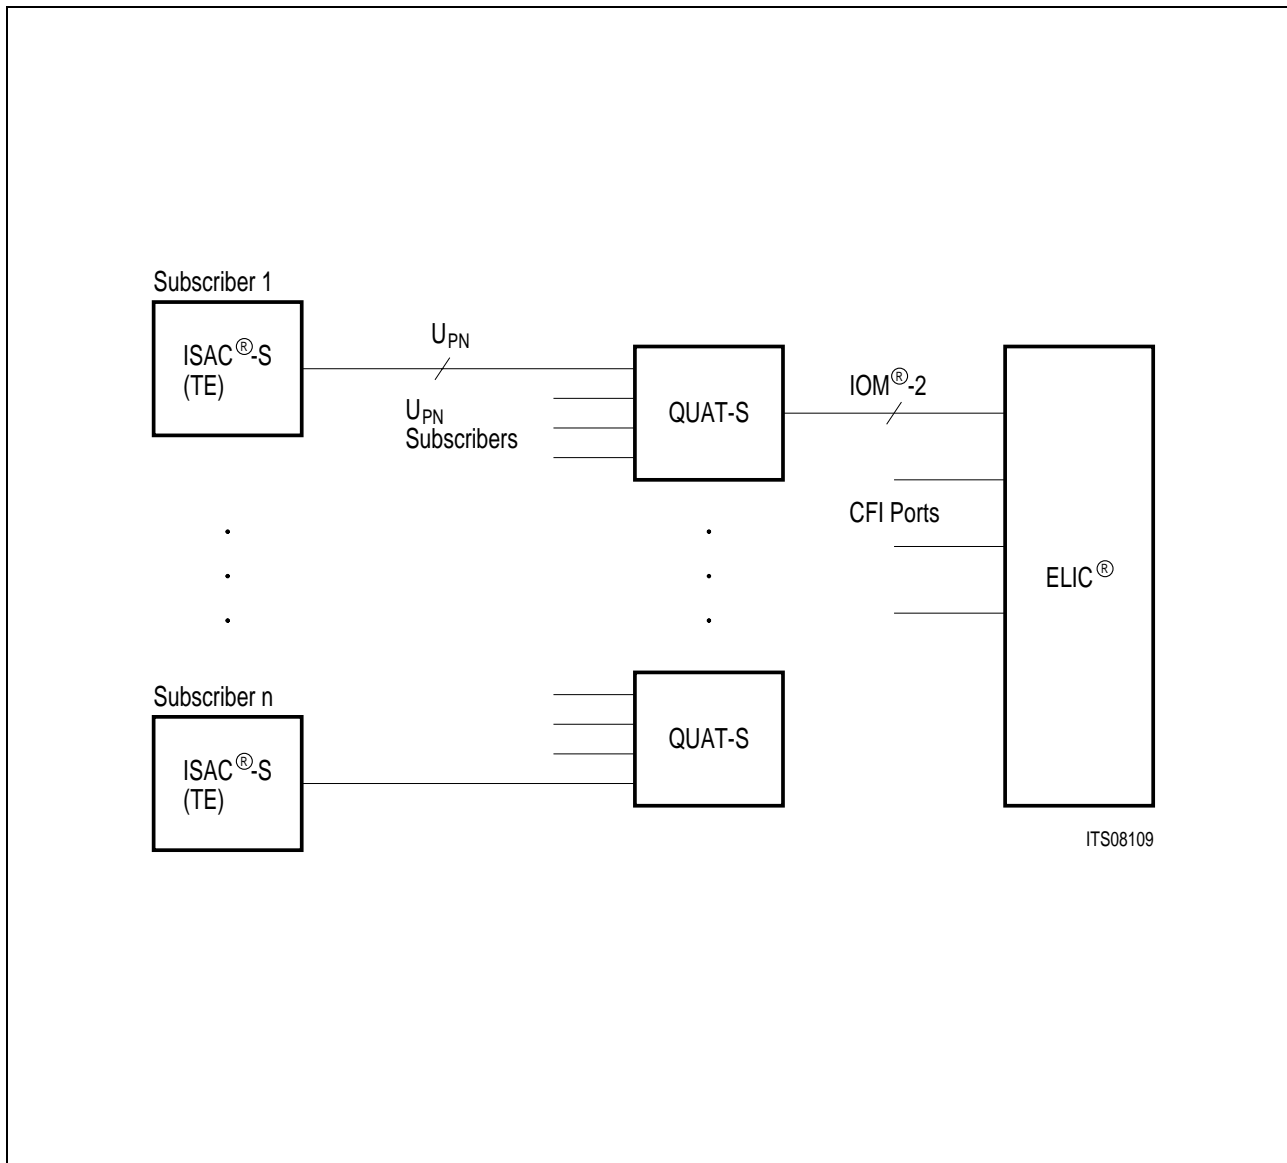 Subscriber 1
ISAC®-S
(TE)
UPN
UPN
Subscribers
QUAT-S
IOM®-2
CFI Ports
ELIC®
Subscriber n
ISAC®-S
(TE)
QUAT-S
ITS08109